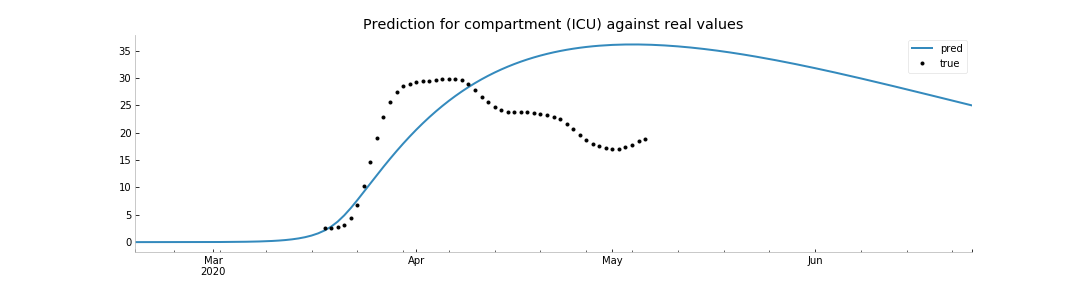 Prediction for compartment (ICU) against real values
35
30
25
20
15
10
5
0
pred
true
Mar
2020
Apr
May
Jun